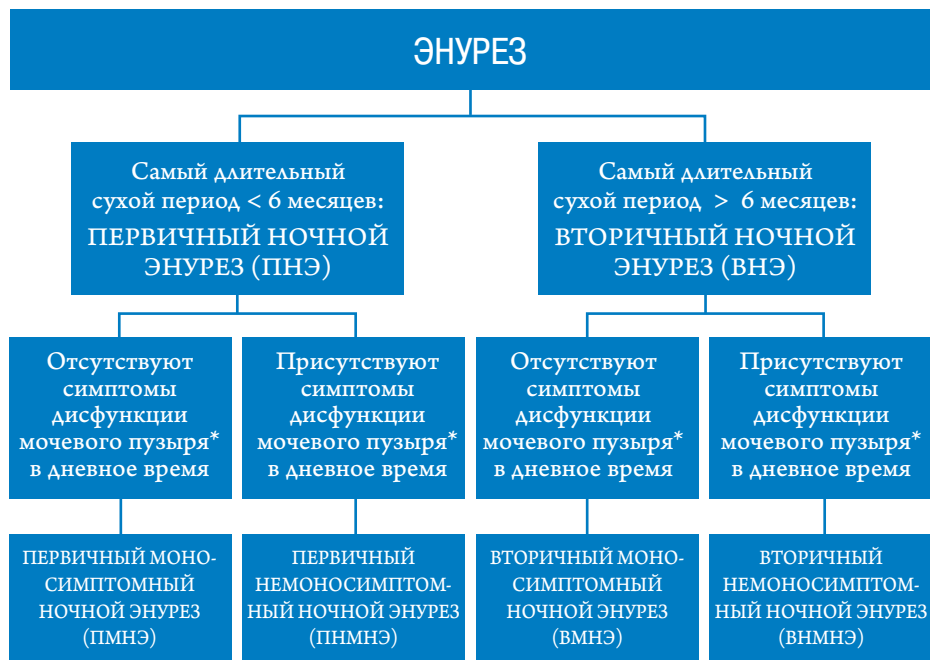 ЭНУРЕЗ
Самый длительный
сухой период < 6 месяцев:
ПЕРВИЧНЫЙ НОЧНОЙ
ЭНУРЕЗ (ПНЭ)
Самый длительный
сухой период > 6 месяцев:
ВТОРИЧНЫЙ НОЧНОЙ
ЭНУРЕЗ (ВНЭ)
Отсутствуют
симптомы
дисфункции
мочевого пузыря*
в дневное время
Присутствуют
симптомы
дисфункции
мочевого пузыря*
в дневное время
Отсутствуют
симптомы
дисфункции
мочевого пузыря*
в дневное время
Присутствуют
симптомы
дисфункции
мочевого пузыря*
в дневное время
ПЕРВИЧНЫЙ МОНО-
СИМПТОМНЫЙ
НОЧНОЙ ЭНУРЕЗ
(ПМНЭ)
ПЕРВИЧНЫЙ
НЕМОНОСИМПТОМ-
НЫЙ НОЧНОЙ ЭНУРЕЗ
(ПНМНЭ)
ВТОРИЧНЫЙ МОНО-
СИМПТОМНЫЙ
НОЧНОЙ ЭНУРЕЗ
(ВМНЭ)
ВТОРИЧНЫЙ
НЕМОНОСИМПТОМ-
НЫЙ НОЧНОЙ ЭНУРЕЗ
(ВНМНЭ)